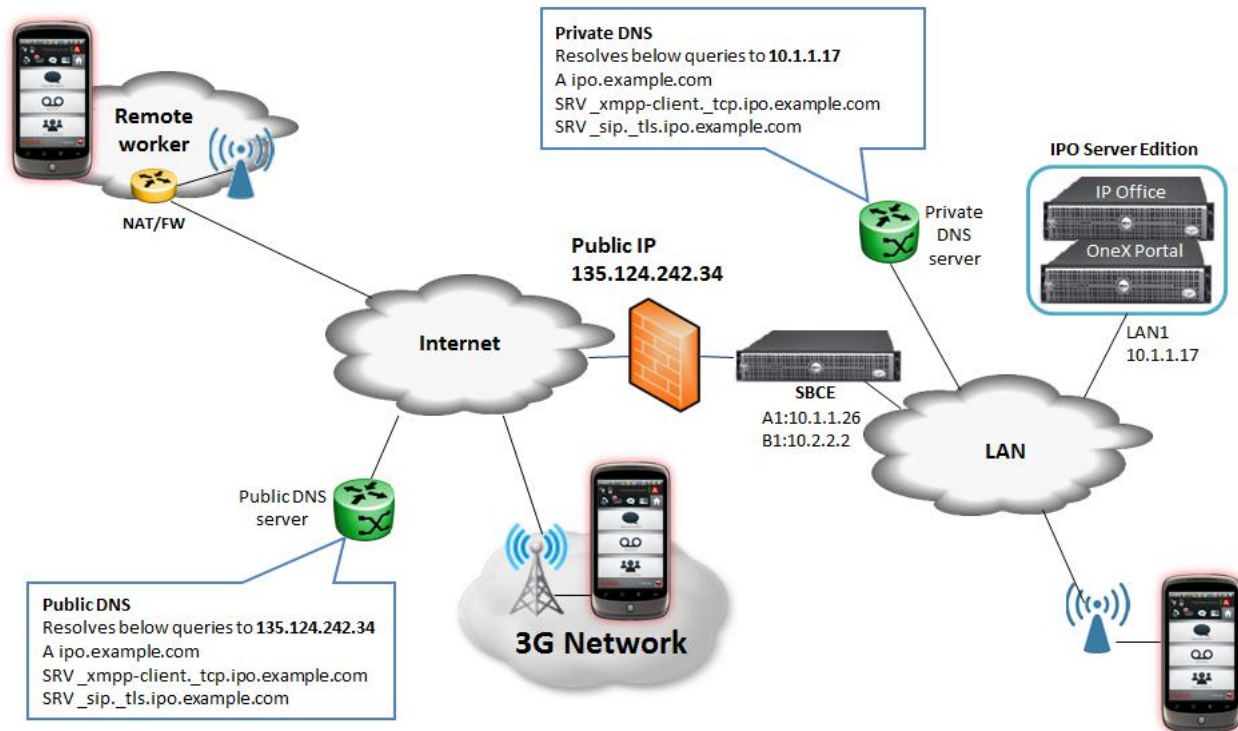 Private DNS
Resolves below queries to 10.1.1.17
A ipo.example.com
SRV _xmpp-client._tcp.ipo.example.com
SRV _sip._tls.ipo.example.com
Remote
worker
NAT/FW
IPO Server Edition
IP Office
OneX Portal
LAN1
10.1.1.17
Private
DNS
server
Public IP
135.124.242.34
Internet
SBCE
A1:10.1.1.26
B1:10.2.2.2
LAN
Public DNS
server
Public DNS
Resolves below queries to 135.124.242.34
A ipo.example.com
SRV _xmpp-client._tcp.ipo.example.com
SRV _sip._tls.ipo.example.com
3G Network